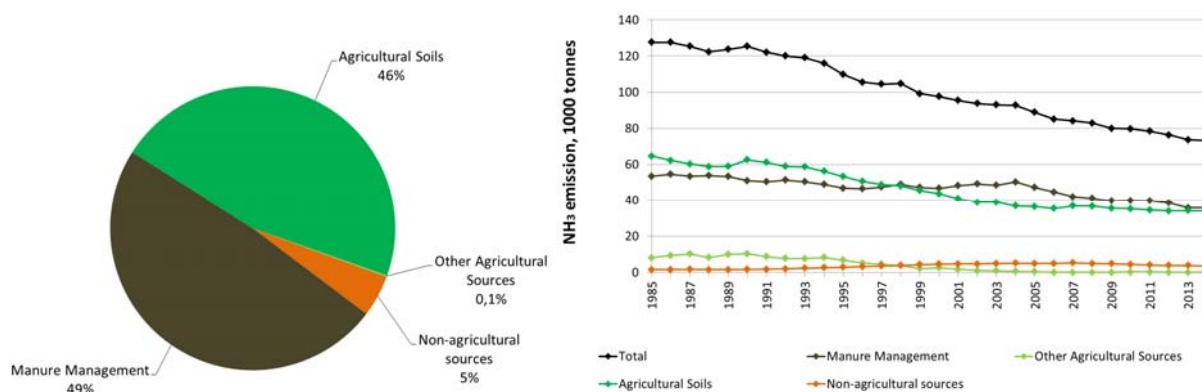 Agricultural Soils
46%
Other Agricultural
Sources
0,1%
Non-agricultural
sources
5%
Manure Management
49%
NH3 emission, 1000 tonnes
140
120
100
80
60
40
20
0
1985
1987
1989
1991
1993
1995
1997
1999
2001
2003
2005
2007
2009
2011
2013
Total
Manure Management
Other Agricultural Sources
Agricultural Soils
Non-agricultural sources